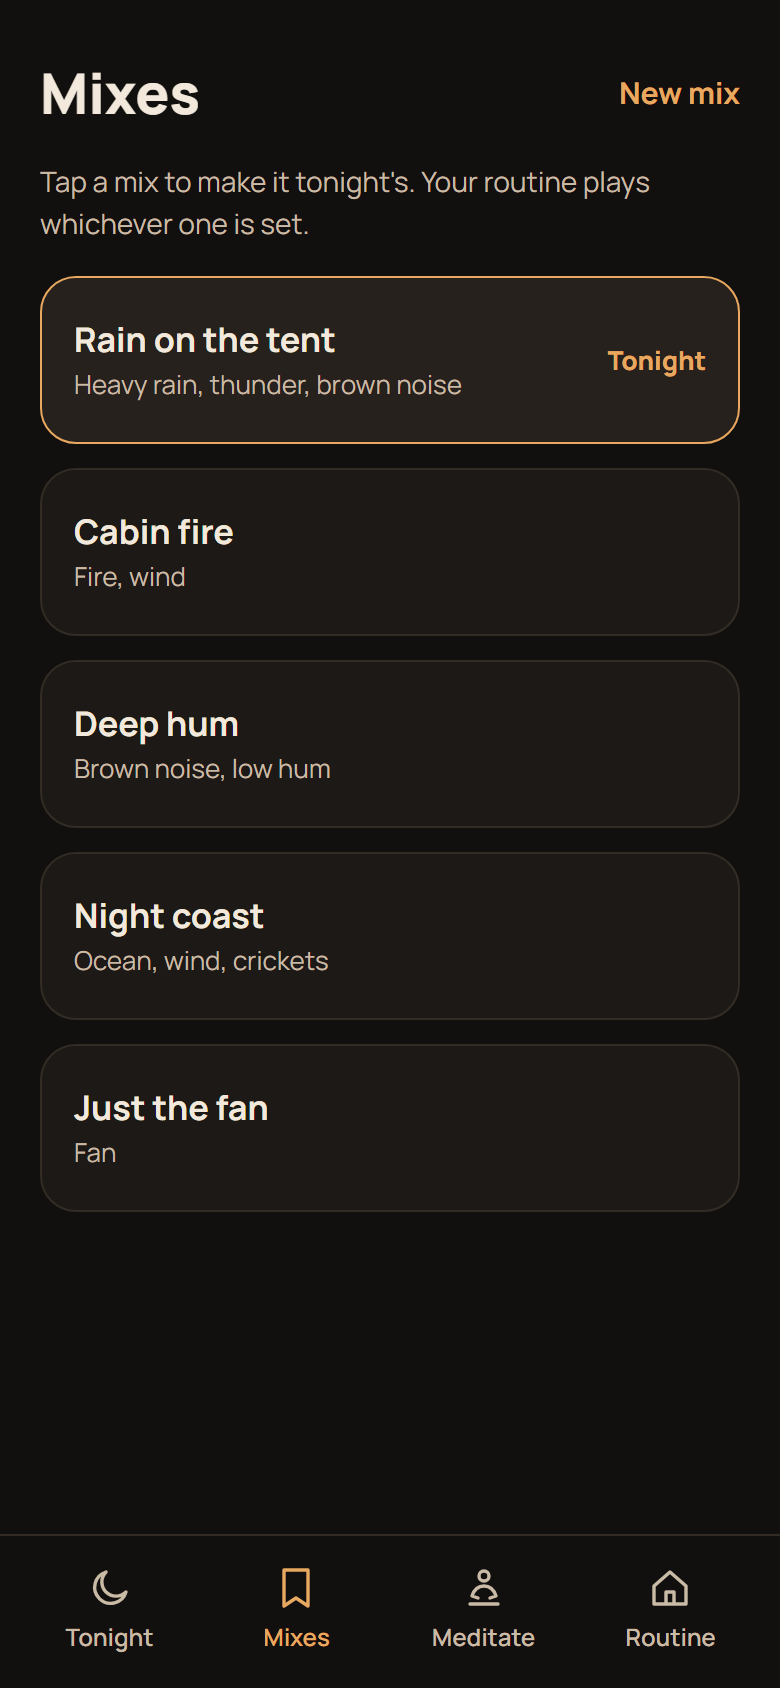 Mixes
New mix
Tap a mix to make it tonight's. Your routine plays
whichever one is set.
Rain on the tent
Heavy rain, thunder, brown noise
Tonight
Cabin fire
Fire, wind
Deep hum
Brown noise, low hum
Night coast
Ocean, wind, crickets
Just the fan
Fan
Tonight
Mixes
Meditate
Routine